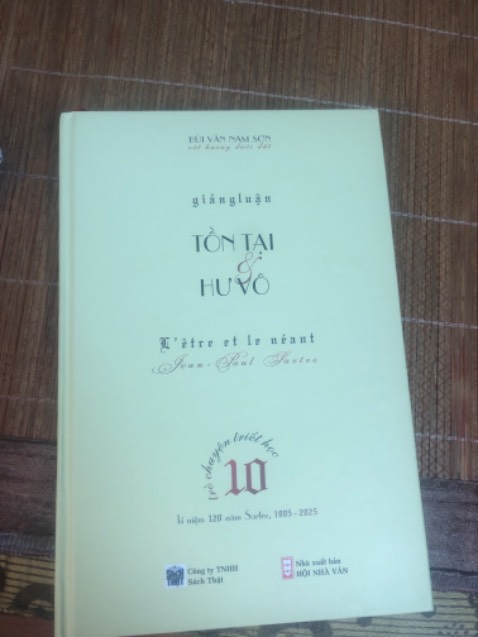 BÙI VĂN NAM SƠN
giảng luận
TỒN TẠI
&
HƯ VÔ
L'être et le néant
Jean-Paul Sartre
trò chuyện triết học
10
kỉ niệm 120 năm Sartre, 1905-2025
Công ty TNHH
Sách Thật
Nhà xuất bản
HỘI NHÀ VĂN